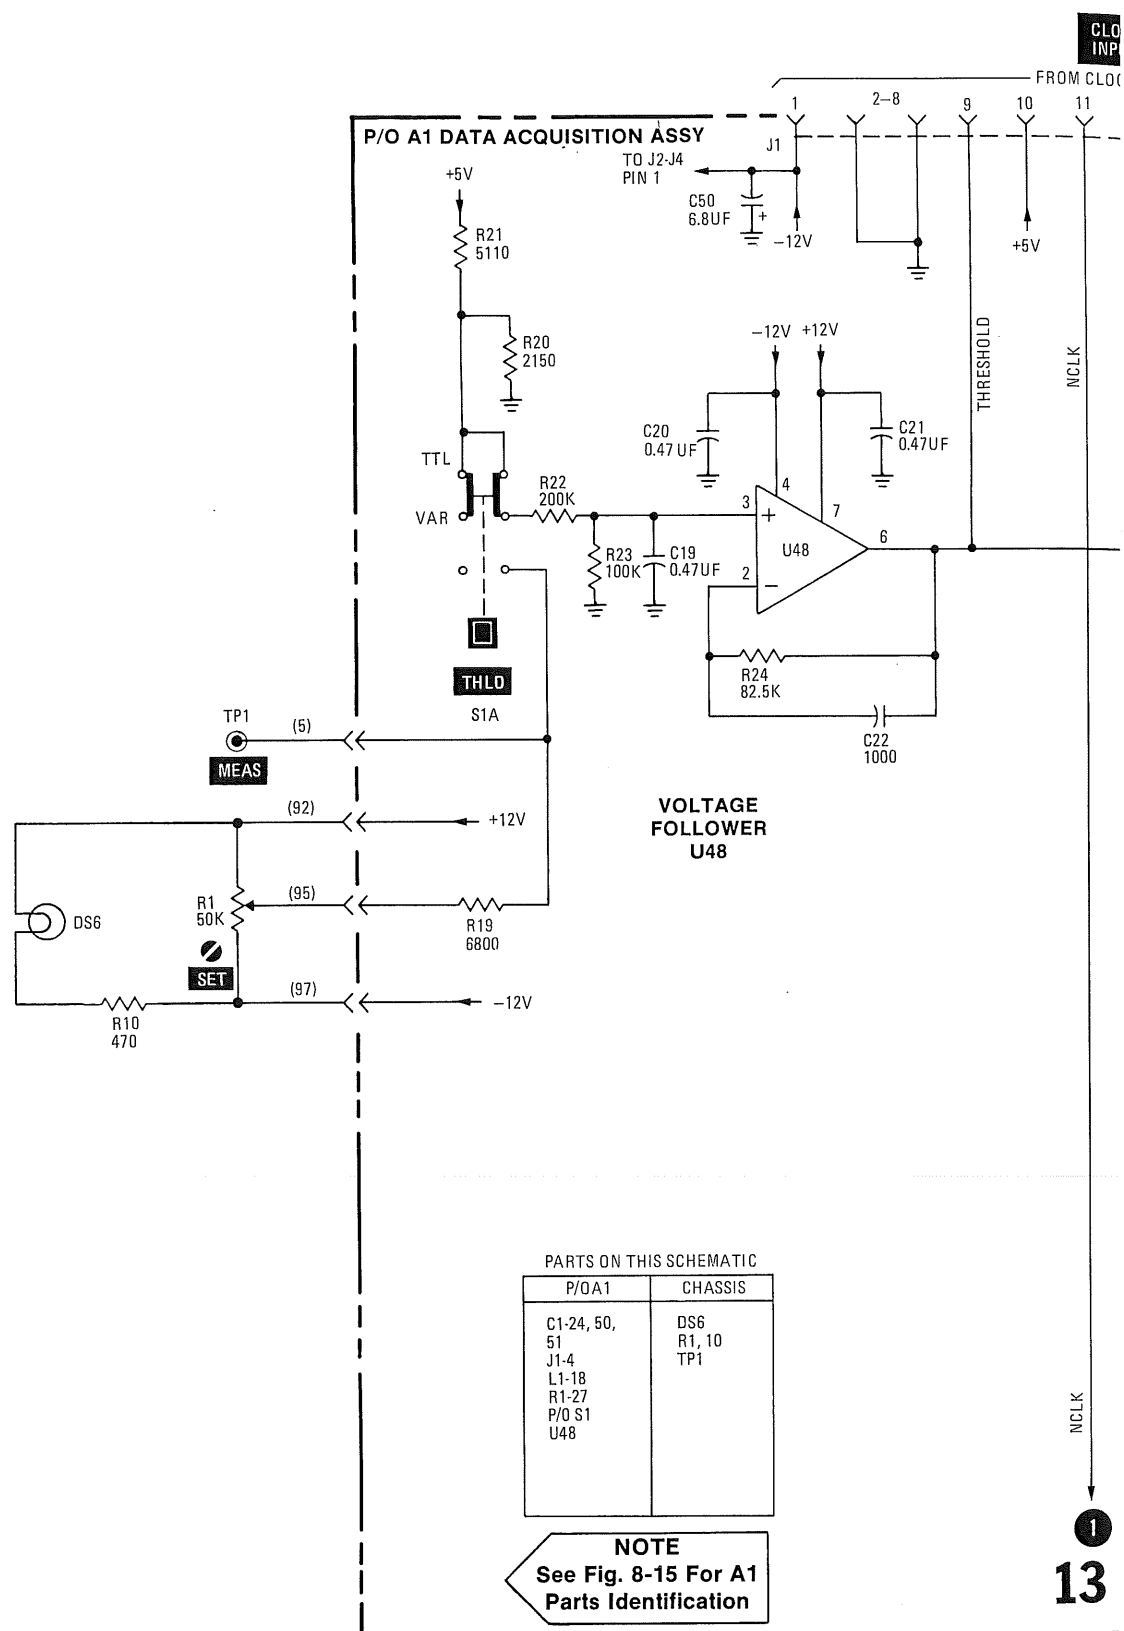 CLO
INP
FROM CLOC
1
2–8
9
10
11
P/O A1 DATA ACQUISITION ASSY
J1
TO J2-J4
PIN 1
+5V
C50
6.8UF
+
–12V
+5V
R21
5110
R20
2150
–12V
+12V
THRESHOLD
NCLK
C20
0.47UF
C21
0.47UF
TTL
VAR
R22
200K
3
4
7
6
2
+
–
U48
R23
100K
C19
0.47UF
R24
82.5K
C22
1000
THLD
S1A
TP1
(5)
MEAS
VOLTAGE
FOLLOWER
U48
(92)
+12V
DS6
R1
50K
(95)
R19
6800
SET
(97)
–12V
R10
470
PARTS ON THIS SCHEMATIC
P/OA1
CHASSIS
C1-24, 50,
51
J1-4
L1-18
R1-27
P/O S1
U48
DS6
R1, 10
TP1
NCLK
NOTE
See Fig. 8-15 For A1
Parts Identification
1
13